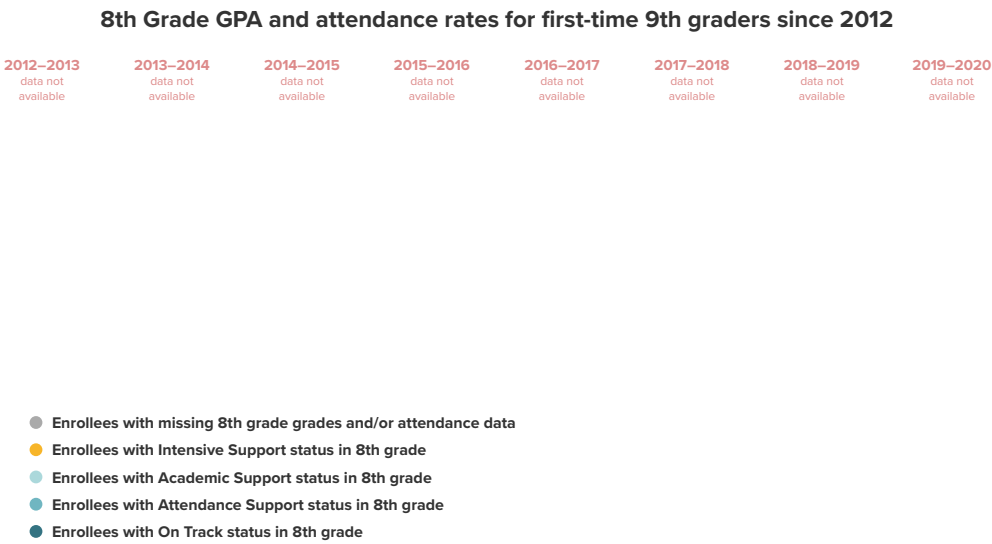 8th Grade GPA and attendance rates for first-time 9th graders since 2012
2012–2013 2013–2014 2014–2015 2015–2016 2016–2017 2017–2018 2018–2019 2019–2020
data not data not data not data not data not data not data not data not
available available available available available available available available
Enrollees with missing 8th grade grades and/or attendance data
Enrollees with Intensive Support status in 8th grade
Enrollees with Academic Support status in 8th grade
Enrollees with Attendance Support status in 8th grade
Enrollees with On Track status in 8th grade